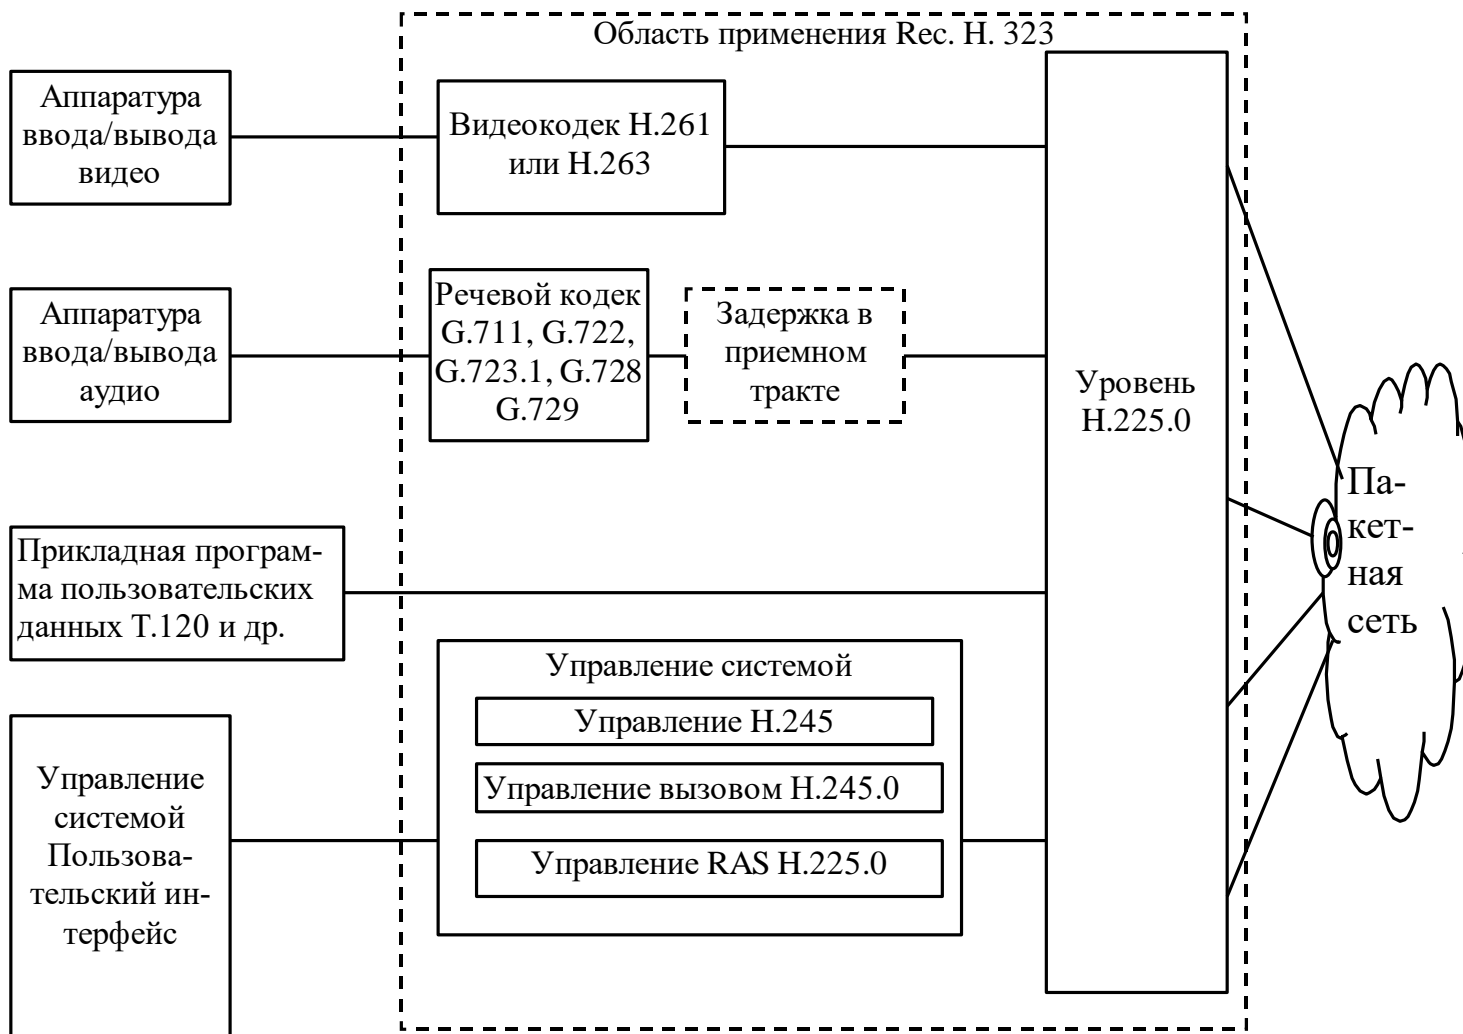 Область применения Rec. H. 323
Аппаратура
ввода/вывода
видео
Видеокодек H.261
или H.263
Аппаратура
ввода/вывода
аудио
Речевой кодек
G.711, G.722,
G.723.1, G.728
G.729
Задержка в
приемном
тракте
Уровень
H.225.0
Па-
кет-
ная
сеть
Прикладная програм-
ма пользовательских
данных Т.120 и др.
Управление системой
Управление H.245
Управление вызовом H.245.0
Управление RAS H.225.0
Управление
системой
Пользова-
тельский ин-
терфейс